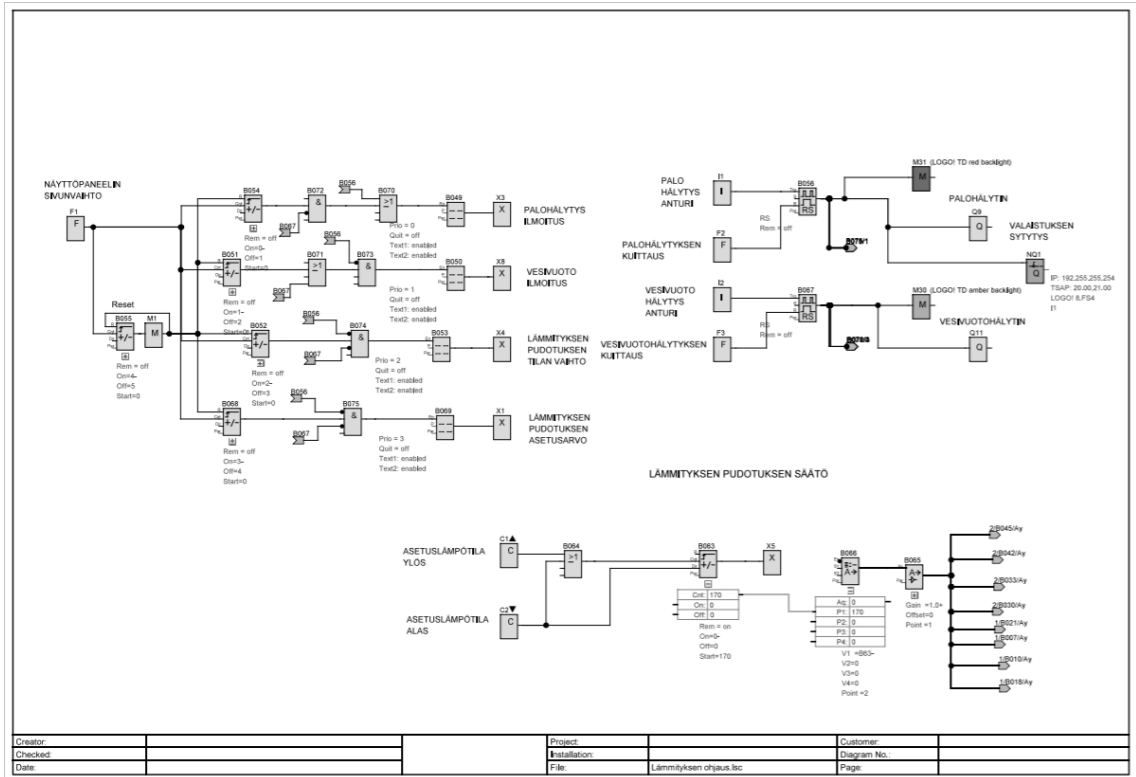 NÄYTTÖPANEELIN
SIVUNVAIHTO
F1
F
Reset
B055
+/-
Rem = off
On=4-
Off=5
Start=0
M1
M
B054
+/-
Rem = off
On=0-
Off=1
Start=0
B051
+/-
Rem = off
On=1-
Off=2
Start=0
B052
+/-
Rem = off
On=2-
Off=3
Start=0
B068
+/-
Rem = off
On=3-
Off=4
Start=0
B072
&
B067
B056
B070
≥1
B049
X3
X
PALOHÄLYTYS
ILMOITUS
Prio = 0
Quit = off
Text1: enabled
Text2: enabled
B071
≥1
B067
B056
B073
&
B050
X8
X
VESIVUOTO
ILMOITUS
Prio = 1
Quit = off
Text1: enabled
Text2: enabled
B056
B074
&
B067
B053
X4
X
LÄMMITYKSEN
PUDOTUKSEN
TILAN VAIHTO
Prio = 2
Quit = off
Text1: enabled
Text2: enabled
B056
B075
&
B067
B069
X1
X
LÄMMITYKSEN
PUDOTUKSEN
ASETUSARVO
Prio = 3
Quit = off
Text1: enabled
Text2: enabled
PALO
HÄLYTYS
ANTURI
I1
I
PALOHÄLYTYKSEN
KUITTAUS
F2
F
B056
RS
RS
Rem = off
M31 (LOGO! TD red backlight)
M
PALOHÄLYTIN
Q9
Q
VALAISTUKSEN
SYTYTYS
NQ1
Q
IP: 192.255.255.254
TSAP: 20.00,21.00
LOGO! ILFS4
I1
VESIVUOTO
HÄLYTYS
ANTURI
I2
I
VESIVUOTOHÄLYTYKSEN
KUITTAUS
F3
F
B067
RS
RS
Rem = off
M30 (LOGO! TD amber backlight)
M
VESIVUOTOHÄLYTIN
Q11
Q
LÄMMITYKSEN PUDOTUKSEN SÄÄTÖ
ASETUSLÄMPÖTILA
YLÖS
C1▲
C
ASETUSLÄMPÖTILA
ALAS
C2▼
C
B064
≥1
B063
+/-
Cnt: 170
On: 0
Off: 0
Rem = on
On=0-
Off=0
Start=170
X5
X
B066
A→
Aq: 0
P1: 170
P2: 0
P3: 0
P4: 0
V1 =B63-
V2=0
V3=0
V4=0
Point =2
B065
A→
Gain =1.0+
Offset=0
Point =1
2/B045/Ay
2/B042/Ay
2/B033/Ay
2/B030/Ay
1/B021/Ay
1/B007/Ay
1/B010/Ay
1/B018/Ay
Creator:
Checked:
Date:
Project:
Installation:
File: Lämmityksen ohjaus.lsc
Customer:
Diagram No.:
Page: